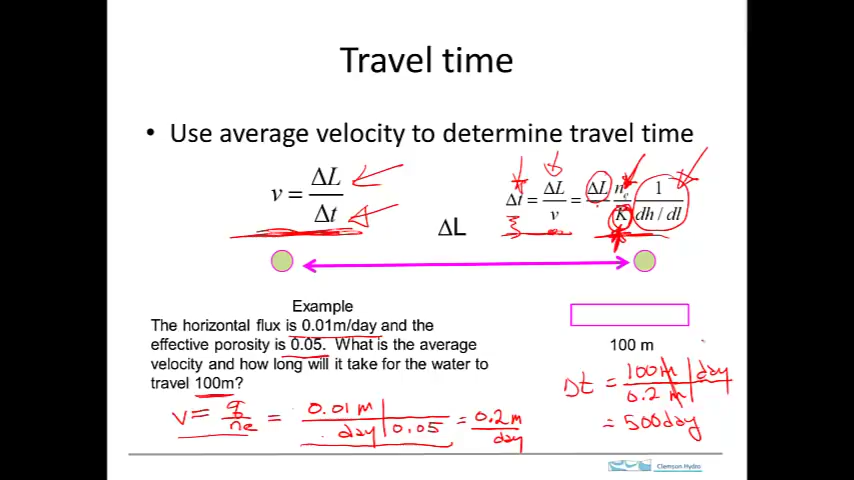 Travel time
• Use average velocity to determine travel time
v = ΔL / Δt
Δt = ΔL / v = ΔL n_e / K 1 / dh / dl
ΔL
Example
The horizontal flux is 0.01m/day and the
effective porosity is 0.05. What is the average
velocity and how long will it take for the water to
travel 100m?
100 m
v = q / ne = 0.01 m / day | 0.05 = 0.2 m / day
Δt = 100 m | day / 0.2 m
= 500 day
Clemson Hydro